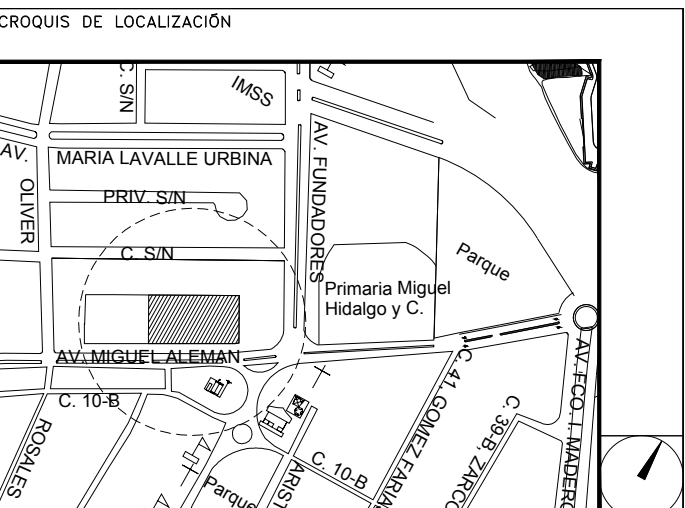 CROQUIS DE LOCALIZACIÓN
C. S/N
IMSS
AV.
OLIVER
MARIA LAVALLE URBINA
AV. FUNDADORES
PRIV. S/N
C. S/N
Parque
Primaria Miguel
Hidalgo y C.
AV. MIGUEL ALEMAN
C. 10-B
C. 41, GOMEZ FARIAS
C. 39-B, ZARCO
AV. FCO. I. MADERO
ROSALES
C. 10-B
Parque
ARIST